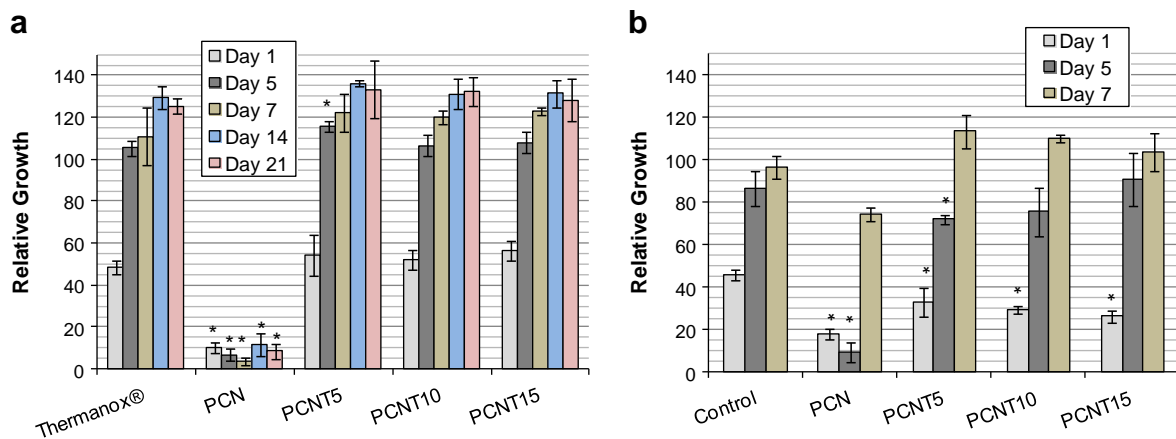 a
Relative Growth
140
120
100
80
60
40
20
0
Day 1
Day 5
Day 7
Day 14
Day 21
*
* * * * *
Thermanox®
PCN
PCNT5
PCNT10
PCNT15
b
Relative Growth
140
120
100
80
60
40
20
0
Day 1
Day 5
Day 7
* * * * * *
Control
PCN
PCNT5
PCNT10
PCNT15